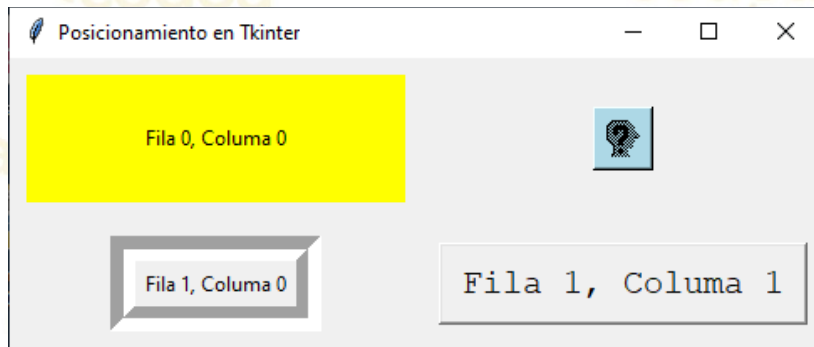 Posicionamiento en Tkinter
Fila 0, Columa 0
?
Fila 1, Columa 0
Fila 1, Columa 1